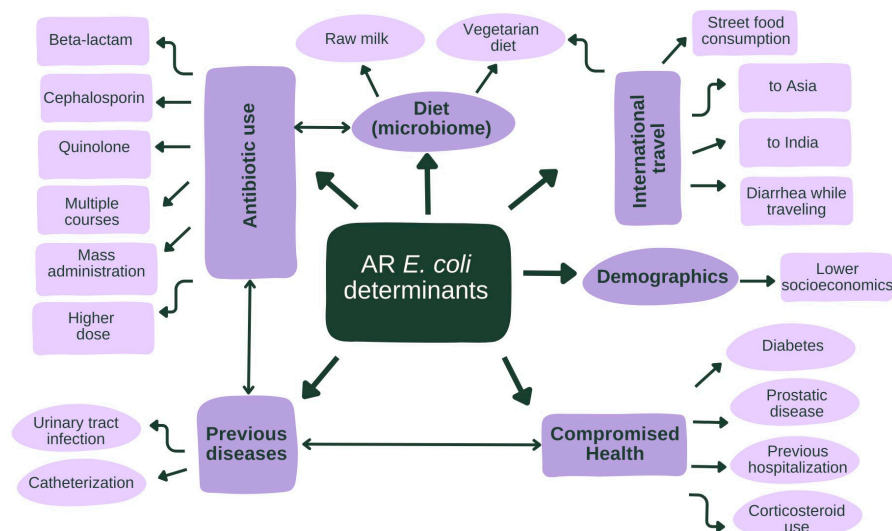 Beta-lactam
Cephalosporin
Quinolone
Multiple
courses
Mass
administration
Higher
dose
Antibiotic use
Raw milk
Vegetarian
diet
Diet
(microbiome)
Street food
consumption
to Asia
to India
Diarrhea while
traveling
International
travel
AR E. coli
determinants
Demographics
Lower
socioeconomics
Urinary tract
infection
Catheterization
Previous
diseases
Compromised
Health
Diabetes
Prostatic
disease
Previous
hospitalization
Corticosteroid
use